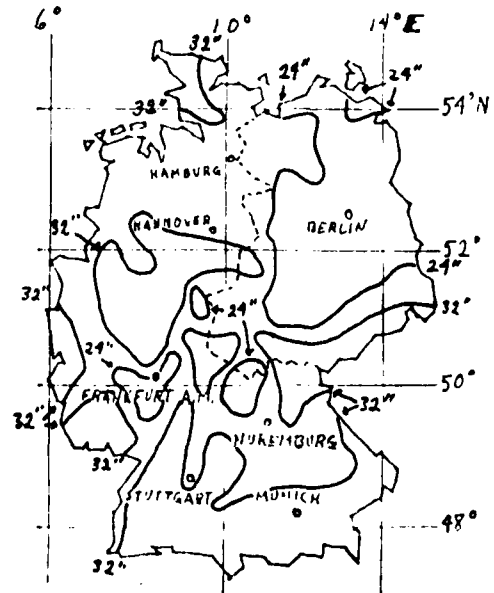 6° 10° 14° E
32"
24" 24"
32" 54°N
HAMBURG
HANNOVER BERLIN
32" 52°
24"
32" 24" 32"
24"
FRANKFURT A.M. 50°
32" 32"
NUREMBURG
32"
STUTTGART MUNICH
48°
32"